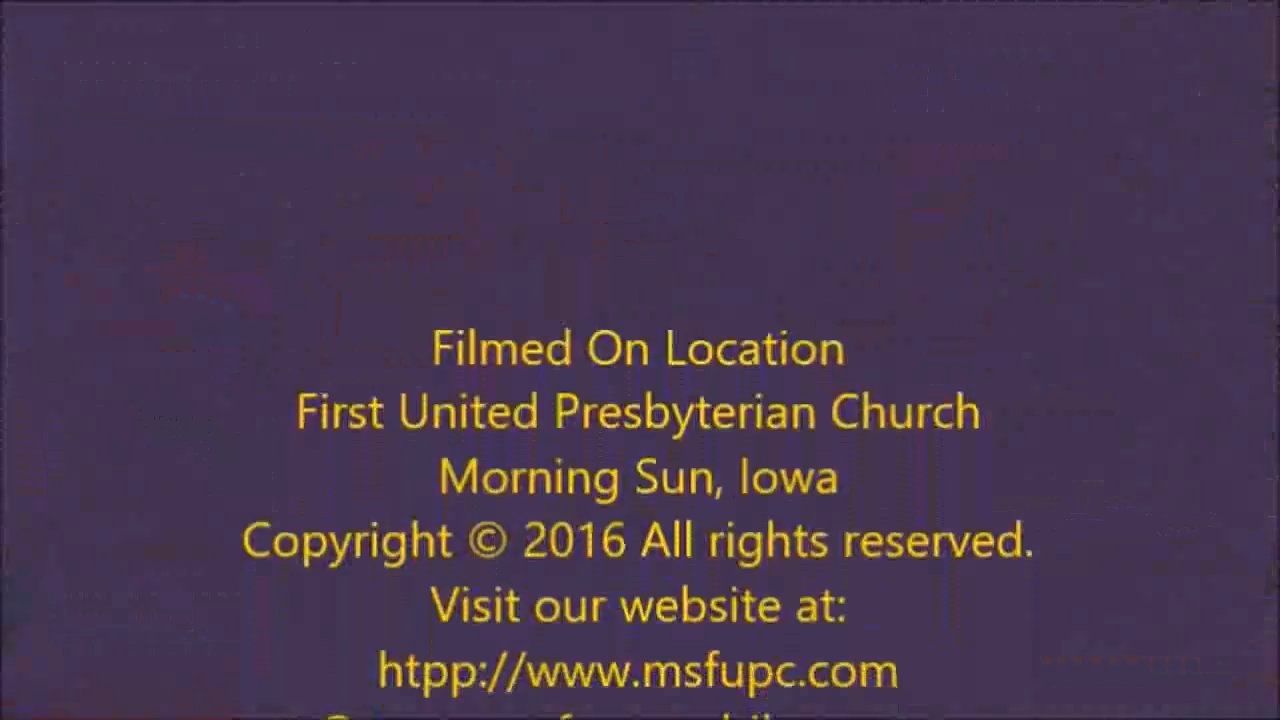 Filmed On Location
First United Presbyterian Church
Morning Sun, Iowa
Copyright © 2016 All rights reserved.
Visit our website at:
htpp://www.msfupc.com